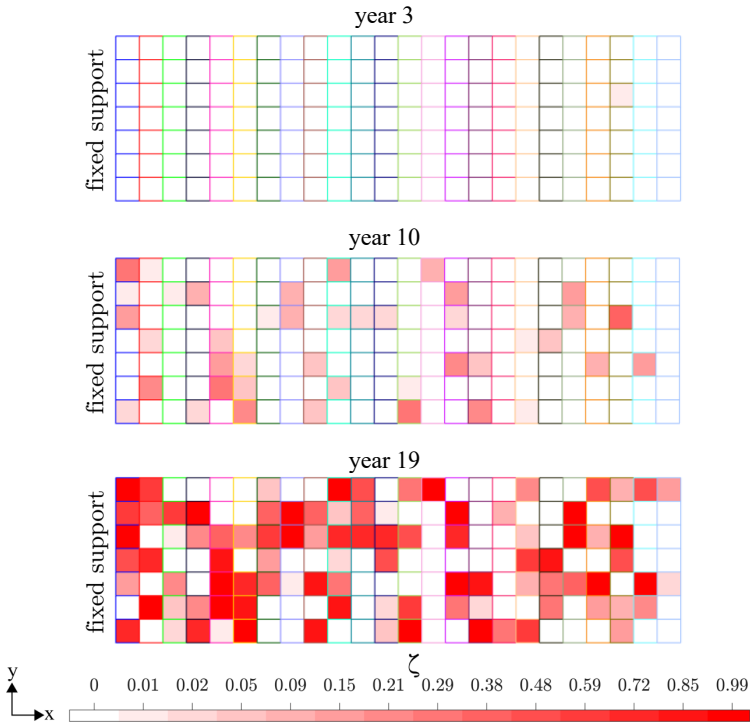 year 3
fixed support
year 10
fixed support
year 19
fixed support
ζ
y
x
0 0.01 0.02 0.05 0.09 0.15 0.21 0.29 0.38 0.48 0.59 0.72 0.85 0.99